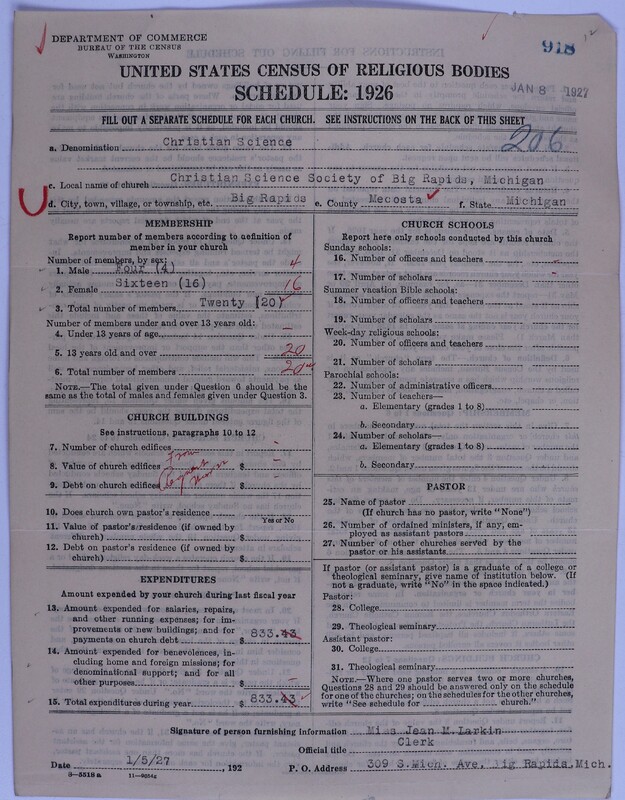 DEPARTMENT OF COMMERCE
BUREAU OF THE CENSUS
WASHINGTON
918
12
UNITED STATES CENSUS OF RELIGIOUS BODIES
SCHEDULE: 1926
JAN 8 1927
FILL OUT A SEPARATE SCHEDULE FOR EACH CHURCH. SEE INSTRUCTIONS ON THE BACK OF THIS SHEET
206
a. Denomination Christian Science
c. Local name of church Christian Science Society of Big Rapids, Michigan
d. City, town, village, or township, etc. Big Rapids e. County Mecosta f. State Michigan
MEMBERSHIP
Report number of members according to definition of
member in your church
Number of members, by sex:
1. Male Four (4) 4
2. Female Sixteen (16) 16
3. Total number of members Twenty (20)
Number of members under and over 13 years old:
4. Under 13 years of age –
5. 13 years old and over 20
6. Total number of members 20
NOTE.—The total given under Question 6 should be the
same as the total of males and females given under Question 3.
CHURCH BUILDINGS
See instructions, paragraphs 10 to 12
7. Number of church edifices –
8. Value of church edifices $ –
9. Debt on church edifices $ –
10. Does church own pastor's residence
Yes or No
11. Value of pastor's residence (if owned by
church) $
12. Debt on pastor's residence (if owned by
church) $
EXPENDITURES
Amount expended by your church during last fiscal year
13. Amount expended for salaries, repairs,
and other running expenses; for im-
provements or new buildings; and for
payments on church debt $ 833.43
14. Amount expended for benevolences, in-
cluding home and foreign missions; for
denominational support; and for all
other purposes $ –
15. Total expenditures during year $ 833.43
CHURCH SCHOOLS
Report here only schools conducted by this church
Sunday schools:
16. Number of officers and teachers –
17. Number of scholars –
Summer vacation Bible schools:
18. Number of officers and teachers
19. Number of scholars
Week-day religious schools:
20. Number of officers and teachers
21. Number of scholars
Parochial schools:
22. Number of administrative officers
23. Number of teachers—
a. Elementary (grades 1 to 8)
b. Secondary
24. Number of scholars—
a. Elementary (grades 1 to 8)
b. Secondary
PASTOR
25. Name of pastor
(If church has no pastor, write "None")
26. Number of ordained ministers, if any, em-
ployed as assistant pastors
27. Number of other churches served by the
pastor or his assistants
If pastor (or assistant pastor) is a graduate of a college or
theological seminary, give name of institution below. (If
not a graduate, write "No" in the space indicated.)
Pastor:
28. College
29. Theological seminary
Assistant pastor:
30. College
31. Theological seminary
NOTE.—Where one pastor serves two or more churches,
Questions 28 and 29 should be answered only on the schedule
for one of the churches; on the schedules for the other churches,
write "See schedule for church."
Signature of person furnishing information Miss Jean M.Larkin
Official title Clerk
Date 1/5/27, 192 P. O. Address 309 S.Mich. Ave. Big Rapids.Mich.
8—5518 a 11—9264